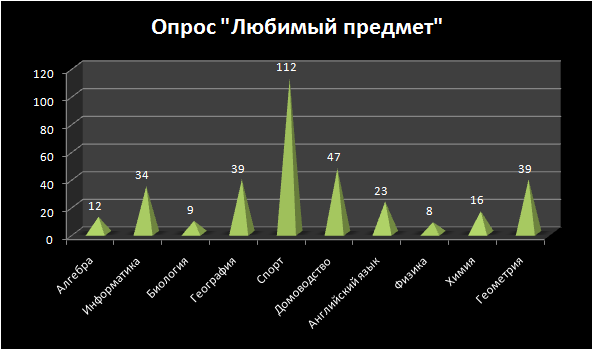 Опрос "Любимый предмет"
120
100
80
60
40
20
0
12
34
9
39
112
47
23
8
16
39
Алгебра
Информатика
Биология
География
Спорт
Домоводство
Английский язык
Физика
Химия
Геометрия